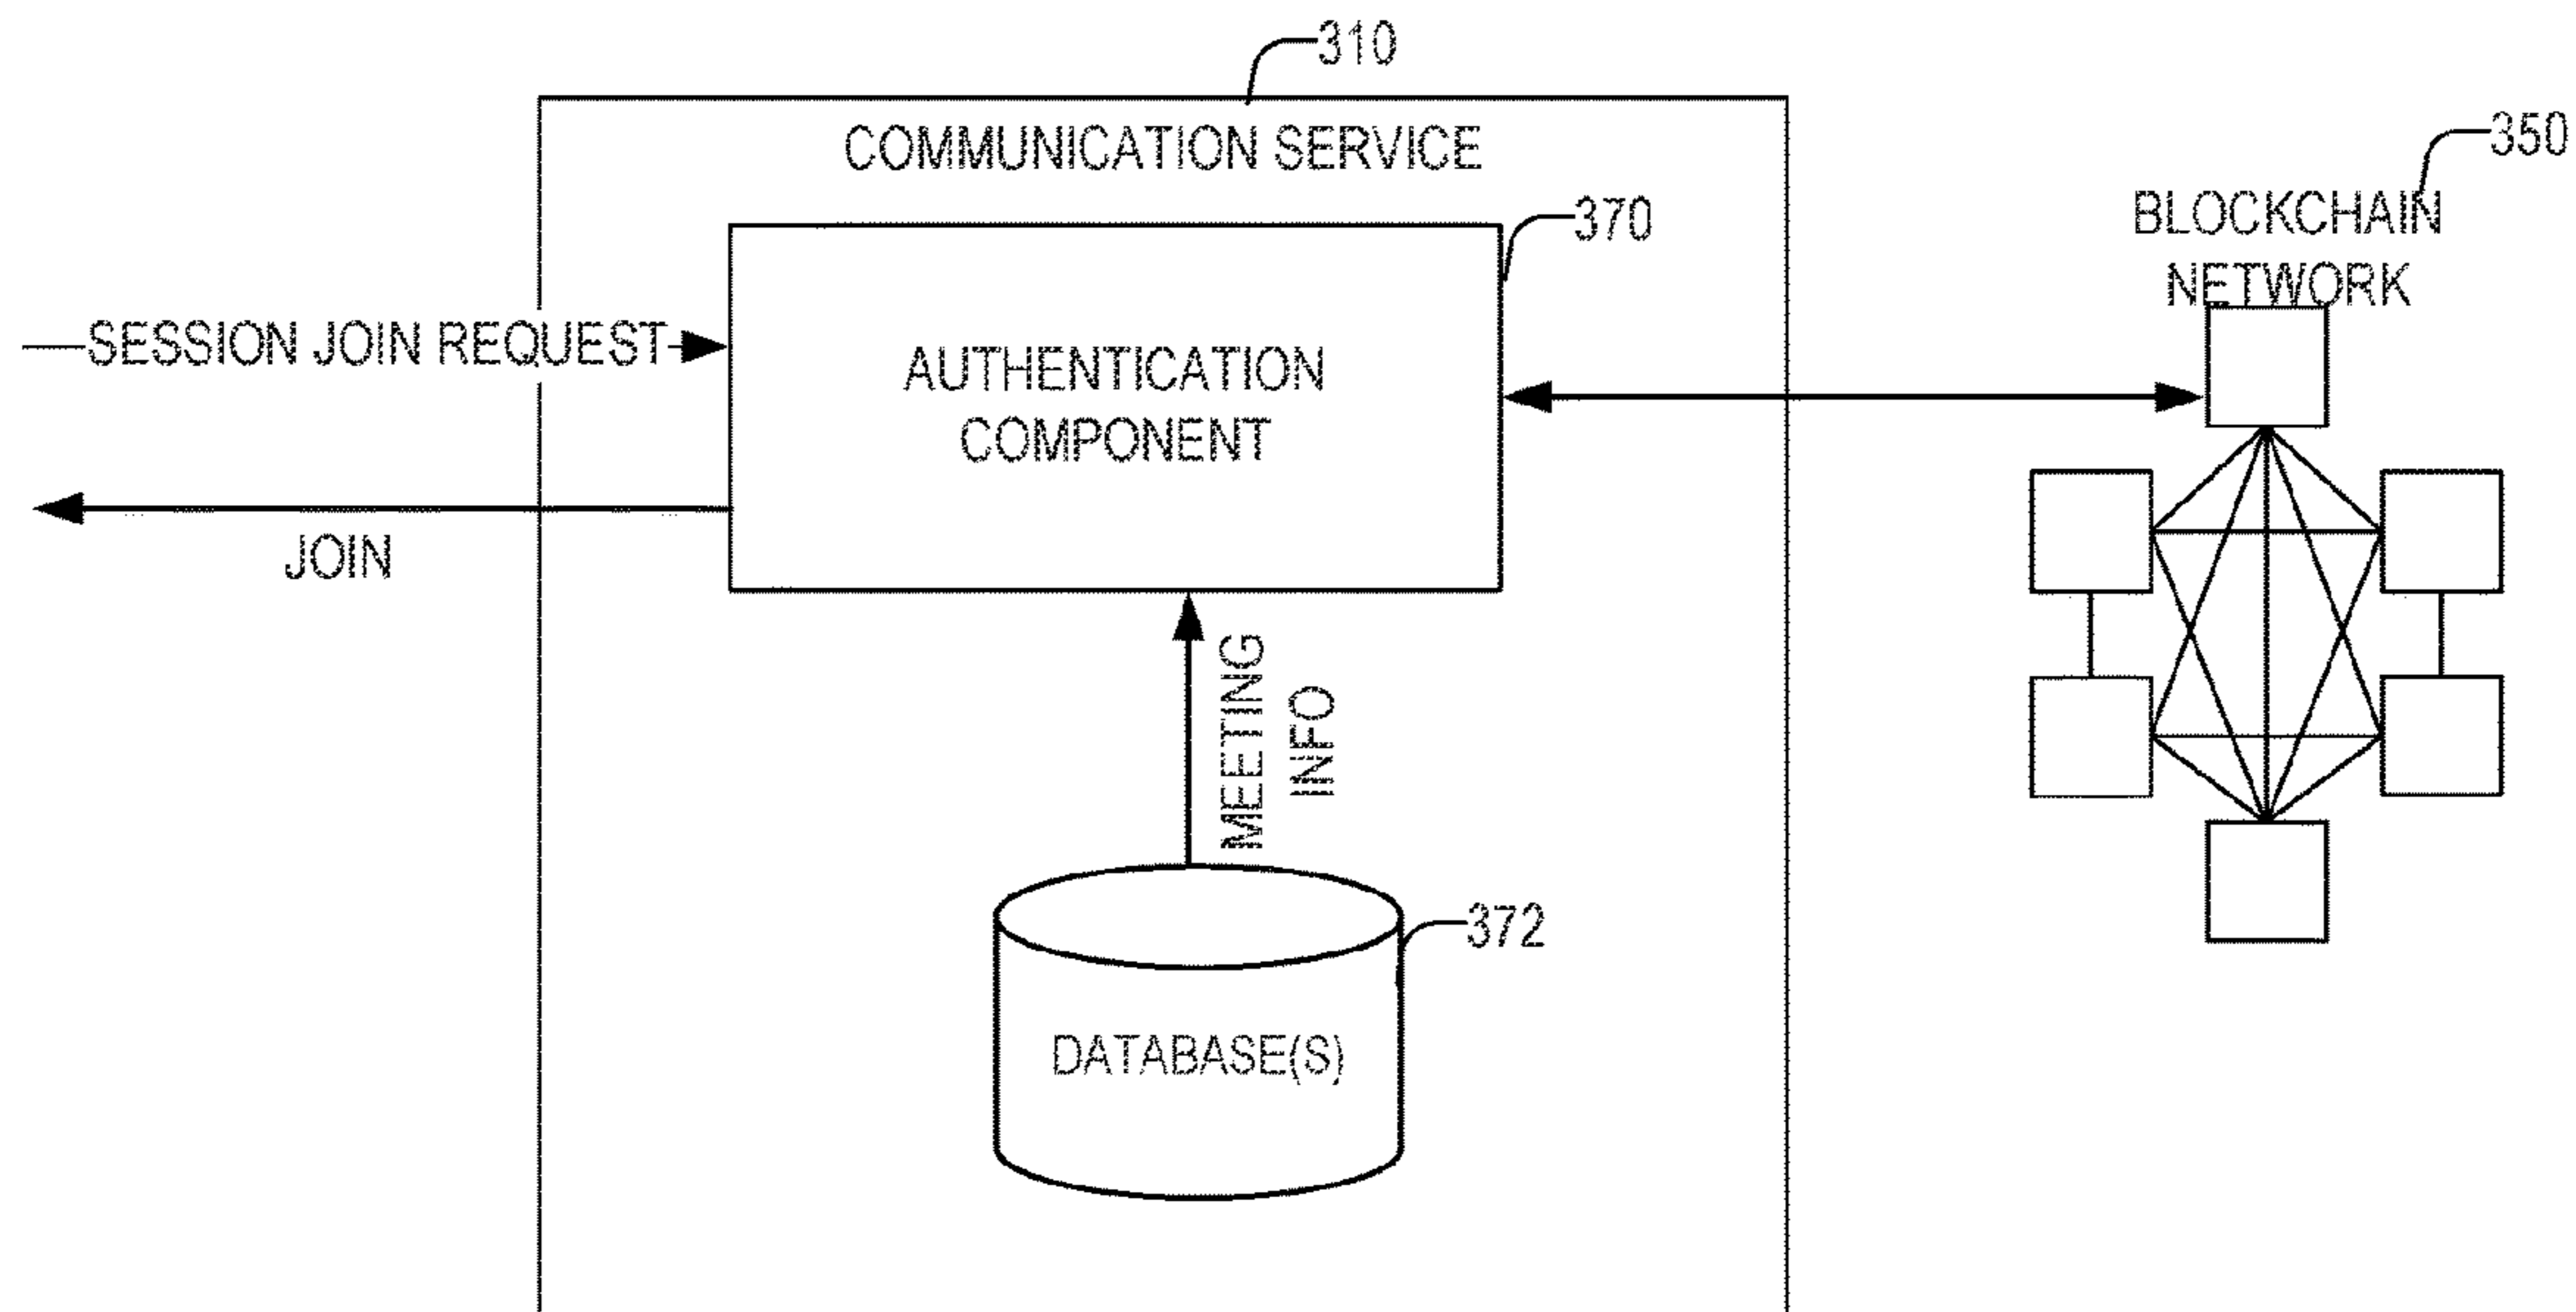 310
COMMUNICATION SERVICE
350
BLOCKCHAIN
NETWORK
370
SESSION JOIN REQUEST
AUTHENTICATION
COMPONENT
JOIN
MEETING
INFO
372
DATABASE(S)